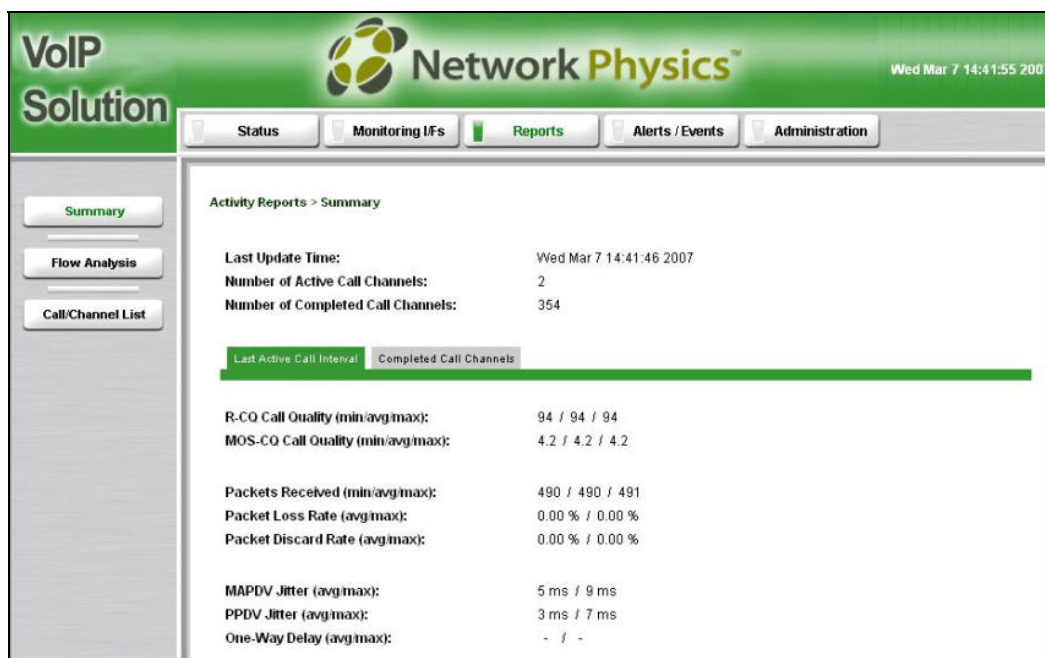 VoIP
Solution
Network Physics™
Wed Mar 7 14:41:55 200
Status
Monitoring I/Fs
Reports
Alerts / Events
Administration
Summary
Flow Analysis
Call/Channel List
Activity Reports > Summary
Last Update Time: Wed Mar 7 14:41:46 2007
Number of Active Call Channels: 2
Number of Completed Call Channels: 354
Last Active Call Interval
Completed Call Channels
R-CQ Call Quality (min/avg/max): 94 / 94 / 94
MOS-CQ Call Quality (min/avg/max): 4.2 / 4.2 / 4.2
Packets Received (min/avg/max): 490 / 490 / 491
Packet Loss Rate (avg/max): 0.00 % / 0.00 %
Packet Discard Rate (avg/max): 0.00 % / 0.00 %
MAPDV Jitter (avg/max): 5 ms / 9 ms
PPDV Jitter (avg/max): 3 ms / 7 ms
One-Way Delay (avg/max): - / -